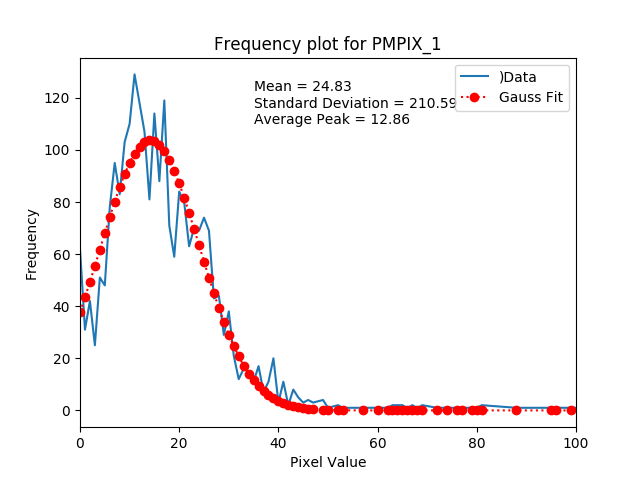 Frequency plot for PMPIX_1
Mean = 24.83
Standard Deviation = 210.59
Average Peak = 12.86
)Data
Gauss Fit
Frequency
120
100
80
60
40
20
0
0 20 40 60 80 100
Pixel Value